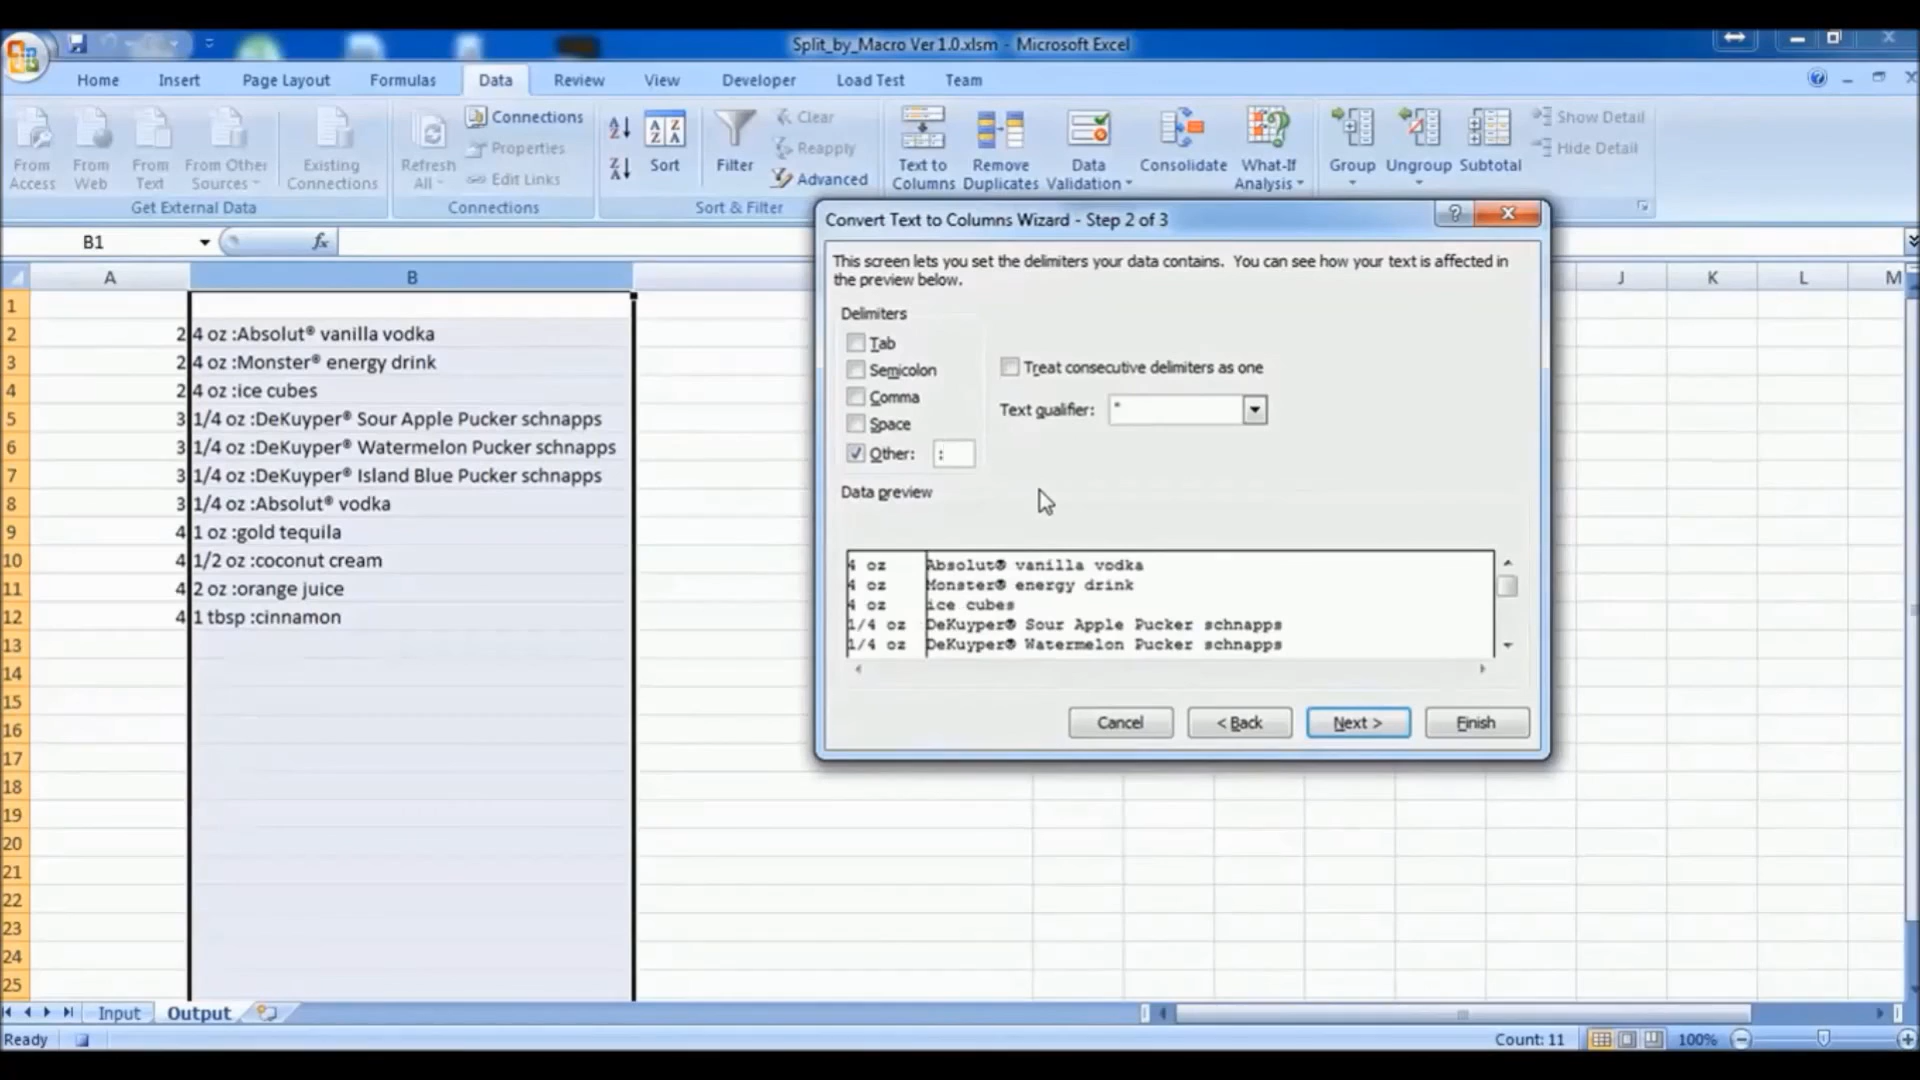 Split_by_Macro Ver 1.0.xlsm - Microsoft Excel
Home Insert Page Layout Formulas Data Review View Developer Load Test Team
From Access
From Web
From Text
From Other Sources
Existing Connections
Get External Data
Refresh All
Connections
Properties
Edit Links
Connections
Sort
Filter
Clear
Reapply
Advanced
Sort & Filter
Text to Columns
Remove Duplicates
Data Validation
Consolidate
What-If Analysis
Group
Ungroup
Subtotal
Show Detail
Hide Detail
B1 fx
A B J K L M
1
2 2 4 oz :Absolut® vanilla vodka
3 2 4 oz :Monster® energy drink
4 2 4 oz :ice cubes
5 3 1/4 oz :DeKuyper® Sour Apple Pucker schnapps
6 3 1/4 oz :DeKuyper® Watermelon Pucker schnapps
7 3 1/4 oz :DeKuyper® Island Blue Pucker schnapps
8 3 1/4 oz :Absolut® vodka
9 4 1 oz :gold tequila
10 4 1/2 oz :coconut cream
11 4 2 oz :orange juice
12 4 1 tbsp :cinnamon
13
14
15
16
17
18
19
20
21
22
23
24
25
Convert Text to Columns Wizard - Step 2 of 3
This screen lets you set the delimiters your data contains. You can see how your text is affected in
the preview below.
Delimiters
Tab
Semicolon
Comma
Space
Other: :
Treat consecutive delimiters as one
Text qualifier: "
Data preview
4 oz Absolut® vanilla vodka
4 oz Monster® energy drink
4 oz ice cubes
1/4 oz DeKuyper® Sour Apple Pucker schnapps
1/4 oz DeKuyper® Watermelon Pucker schnapps
Cancel < Back Next > Finish
Input Output
Ready Count: 11 100%